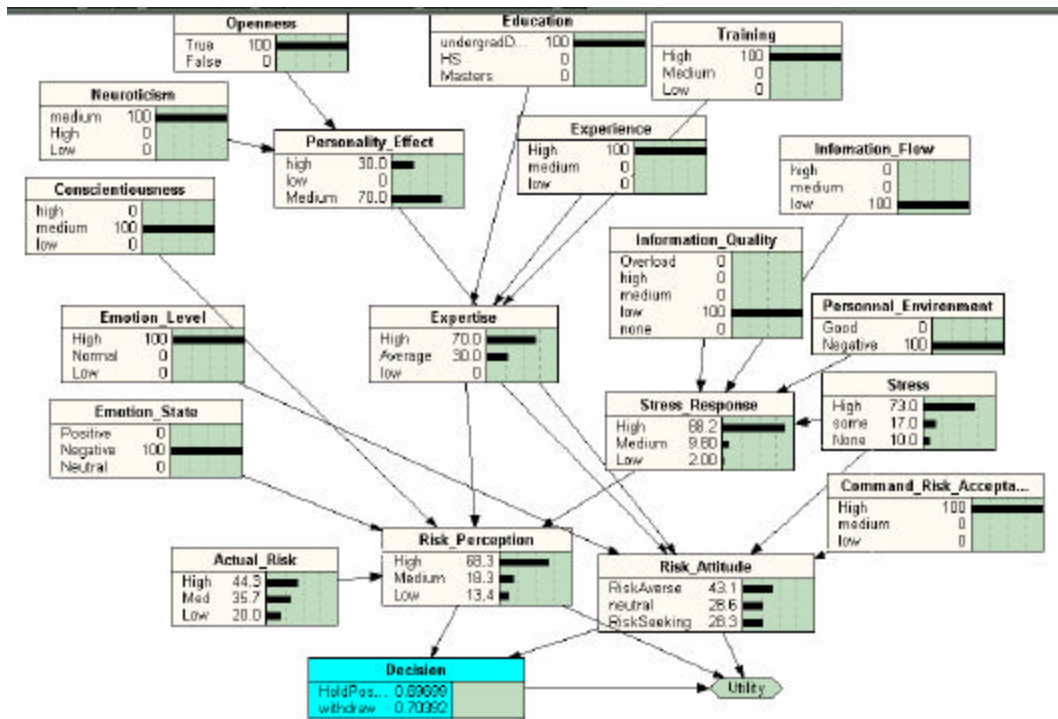 Openness
True 100
False 0
Education
undergradD... 100
HS 0
Masters 0
Training
High 100
Medium 0
Low 0
Neuroticism
medium 100
High 0
Low 0
Personality_Effect
high 30.0
low 0
Medium 70.0
Experience
High 100
medium 0
low 0
Infomation_Flow
high 0
medium 0
low 100
Conscientiousness
high 0
medium 100
low 0
Information_Quality
Overload 0
high 0
medium 0
low 100
none 0
Personnal_Envirenment
Good 0
Negative 100
Emotion_Level
High 100
Normal 0
Low 0
Expertise
High 70.0
Average 30.0
low 0
Stress
High 73.0
some 17.0
None 10.0
Stress_Response
High 88.2
Medium 9.80
Low 2.00
Emotion_State
Positive 0
Negative 100
Neutral 0
Command_Risk_Accepta...
High 100
medium 0
low 0
Risk_Perception
High 68.3
Medium 18.3
Low 13.4
Actual_Risk
High 44.3
Med 35.7
Low 20.0
Risk_Attitude
RiskAverse 43.1
neutral 28.6
RiskSeeking 28.3
Decision
HoldPos... 0.69699
withdraw 0.70392
Utility